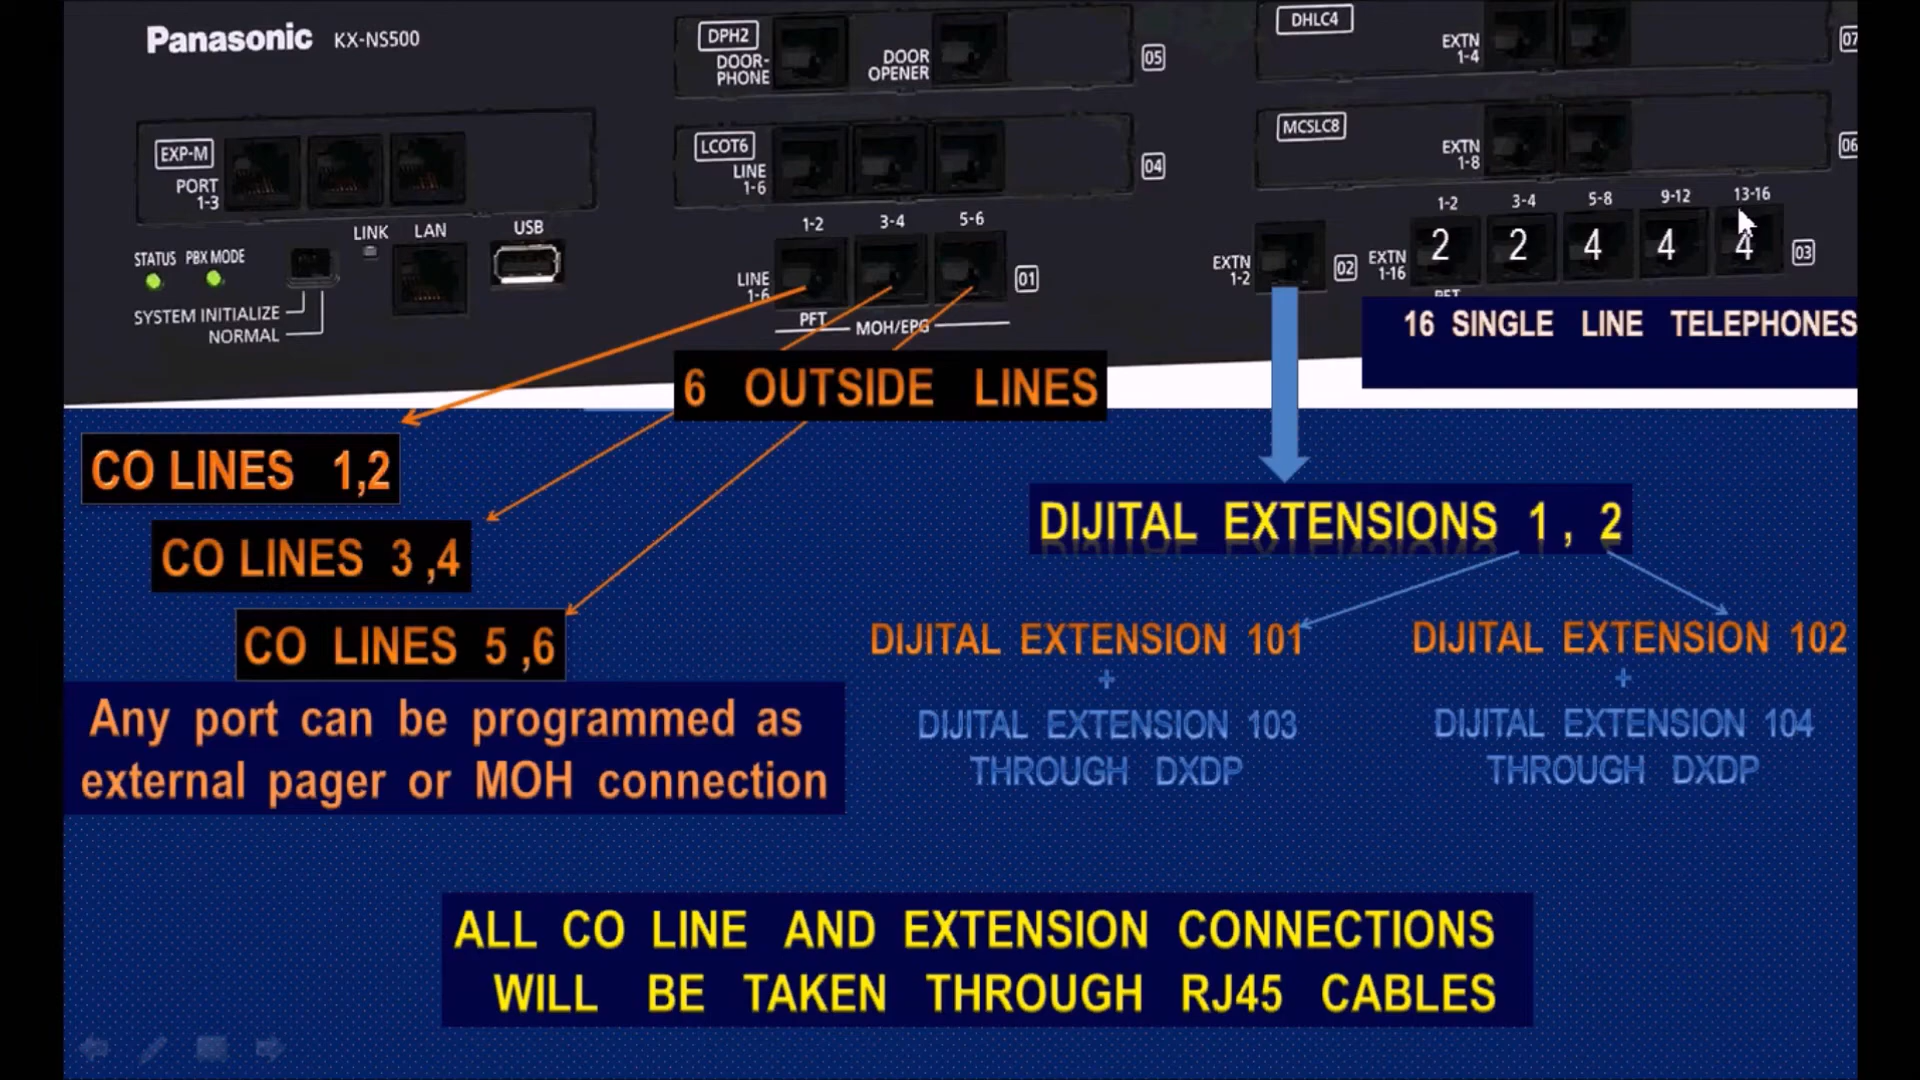 Panasonic KX-NS500
DPH2
DOOR-
PHONE
DOOR
OPENER
05
DHLC4
EXTN
1-4
07
EXP-M
PORT
1-3
LCOT6
LINE
1-6
04
MCSLC8
EXTN
1-8
06
STATUS PBX MODE
LINK
LAN
USB
SYSTEM INITIALIZE
NORMAL
1-2 3-4 5-6
LINE
1-6
01
PFT
MOH/EPG
EXTN
1-2
02
EXTN
1-16
1-2 3-4 5-8 9-12 13-16
2 2 4 4 4
03
PFT
16 SINGLE LINE TELEPHONES
6 OUTSIDE LINES
CO LINES 1,2
CO LINES 3 ,4
CO LINES 5 ,6
Any port can be programmed as
external pager or MOH connection
DIJITAL EXTENSIONS 1 , 2
DIJITAL EXTENSION 101
+
DIJITAL EXTENSION 103
THROUGH DXDP
DIJITAL EXTENSION 102
+
DIJITAL EXTENSION 104
THROUGH DXDP
ALL CO LINE AND EXTENSION CONNECTIONS
WILL BE TAKEN THROUGH RJ45 CABLES